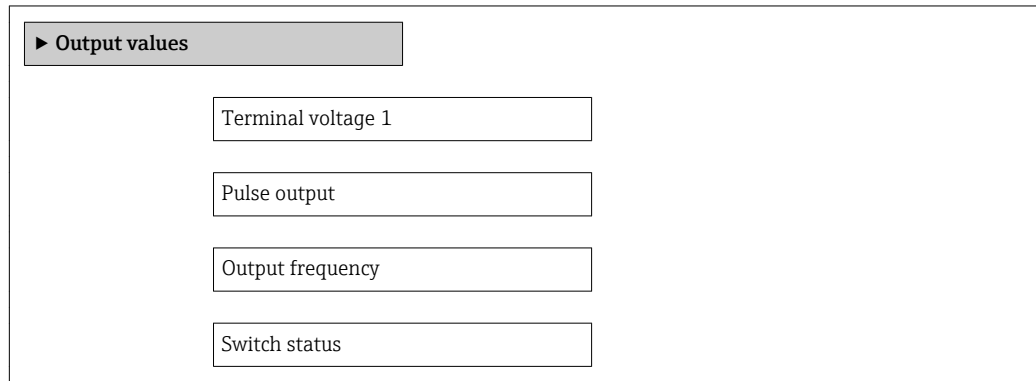 ▶ Output values
Terminal voltage 1
Pulse output
Output frequency
Switch status